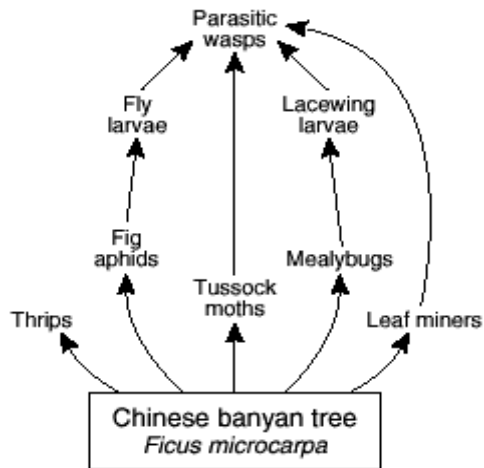 Parasitic
wasps
Fly
larvae
Lacewing
larvae
Fig
aphids
Mealybugs
Tussock
moths
Thrips
Leaf miners
Chinese banyan tree
Ficus microcarpa